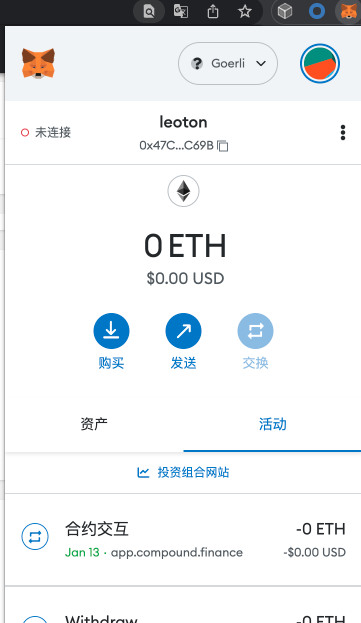 Goerli
未连接
leoton
0x47C...C69B
0 ETH
$0.00 USD
购买
发送
交换
资产
活动
投资组合网站
合约交互
-0 ETH
Jan 13 · app.compound.finance
-$0.00 USD
Withdraw
-0 ETH